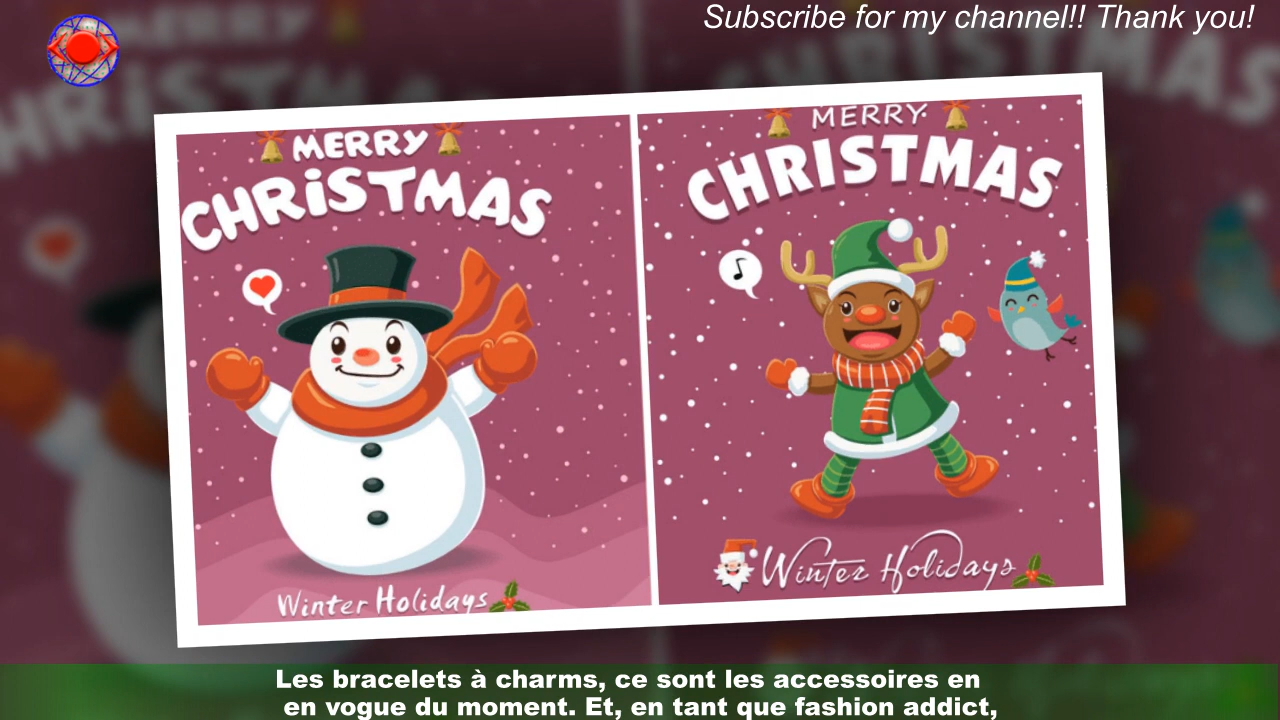 Subscribe for my channel!! Thank you!
MERRY
CHRISTMAS
Winter Holidays
MERRY
CHRISTMAS
Winter Holidays
Les bracelets à charms, ce sont les accessoires en
en vogue du moment. Et, en tant que fashion addict,